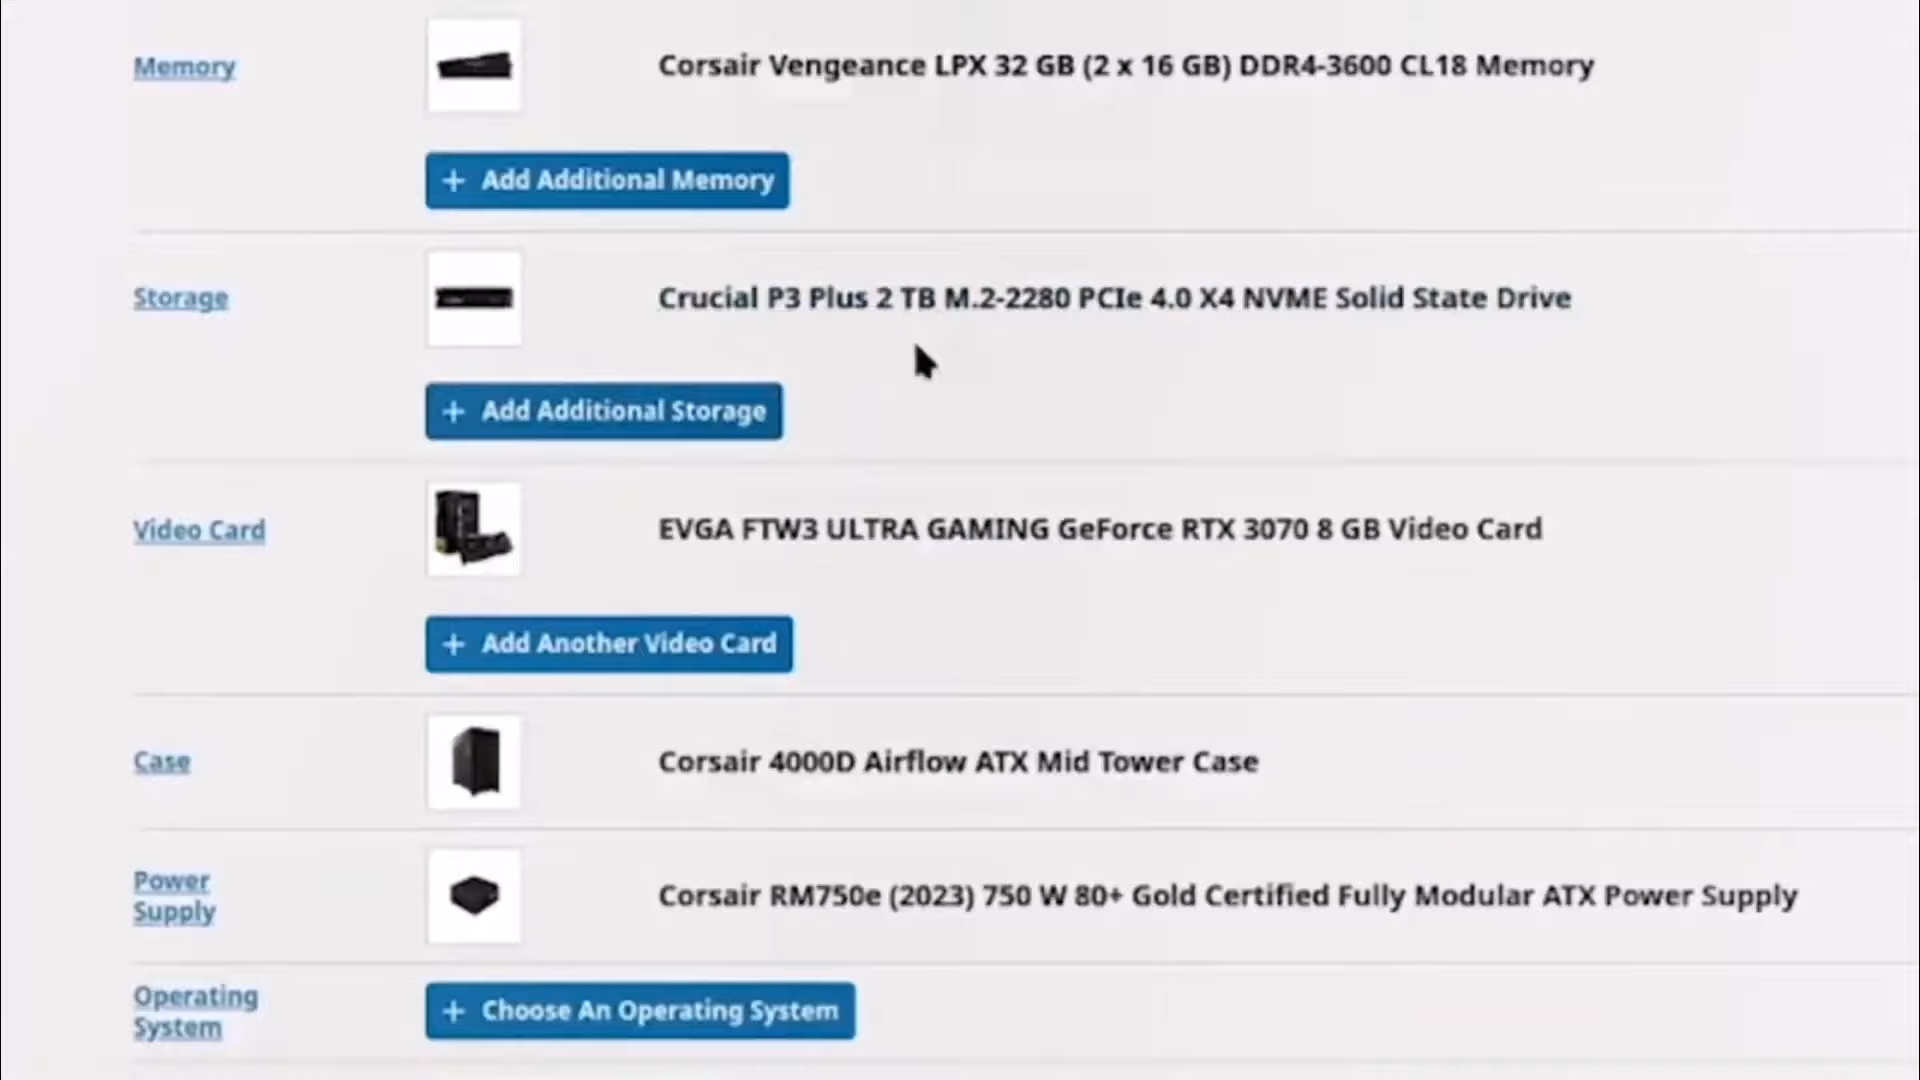 Memory
Corsair Vengeance LPX 32 GB (2 x 16 GB) DDR4-3600 CL18 Memory
+ Add Additional Memory
Storage
Crucial P3 Plus 2 TB M.2-2280 PCIe 4.0 X4 NVME Solid State Drive
+ Add Additional Storage
Video Card
EVGA FTW3 ULTRA GAMING GeForce RTX 3070 8 GB Video Card
+ Add Another Video Card
Case
Corsair 4000D Airflow ATX Mid Tower Case
Power
Supply
Corsair RM750e (2023) 750 W 80+ Gold Certified Fully Modular ATX Power Supply
Operating
System
+ Choose An Operating System